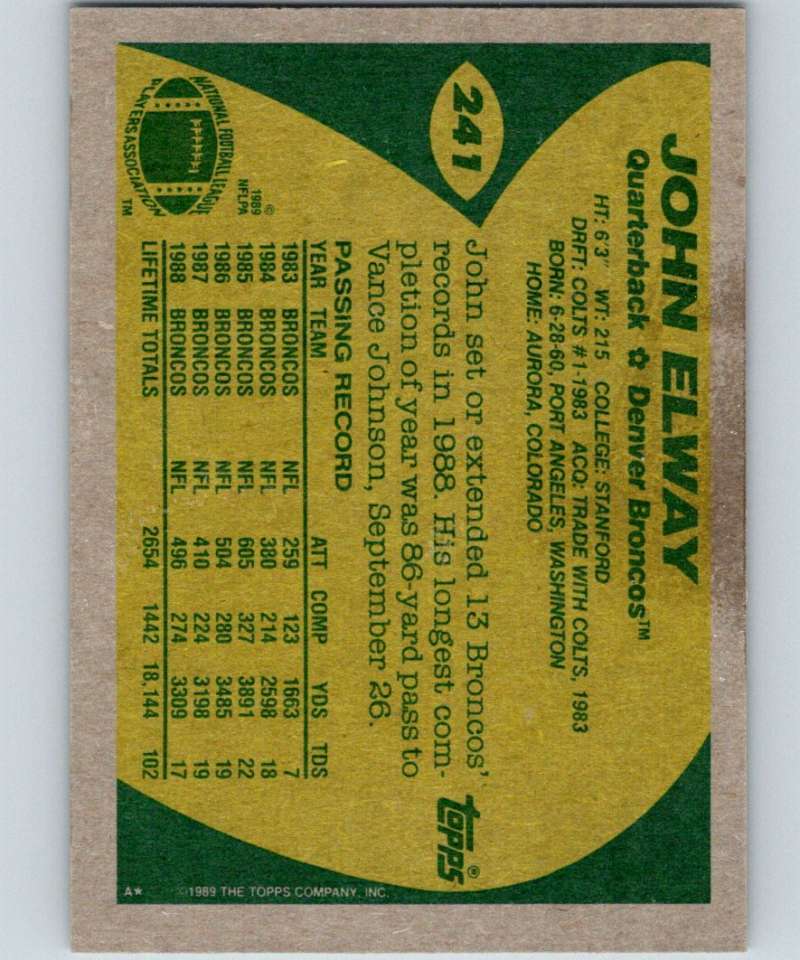 241
JOHN ELWAY
Quarterback ✿ Denver Broncos™
HT: 6'3" WT: 215 COLLEGE: STANFORD
DRFT: COLTS #1-1983 ACQ: TRADE WITH COLTS, 1983
BORN: 6-28-60, PORT ANGELES, WASHINGTON
HOME: AURORA, COLORADO
John set or extended 13 Broncos'
records in 1988. His longest com-
pletion of year was 86-yard pass to
Vance Johnson, September 26.
topps®
PASSING RECORD
YEAR TEAM ATT COMP YDS TDS
1983 BRONCOS NFL 259 123 1663 7
1984 BRONCOS NFL 380 214 2598 18
1985 BRONCOS NFL 605 327 3891 22
1986 BRONCOS NFL 504 280 3485 19
1987 BRONCOS NFL 410 224 3198 19
1988 BRONCOS NFL 496 274 3309 17
LIFETIME TOTALS 2654 1442 18,144 102
NATIONAL FOOTBALL LEAGUE
PLAYERS ASSOCIATION
TM
©
1989
NFLPA
A★ ©1989 THE TOPPS COMPANY, INC.